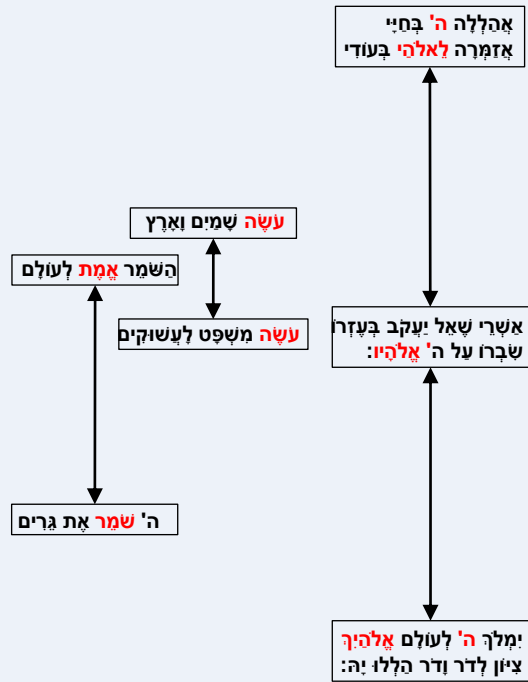 אֲהַלְלָה ה' בְּחַיָּי
אֲזַמְּרָה לֵאלֹהַי בְּעוֹדִי
עֹשֶׂה שָׁמַיִם וָאָרֶץ
הַשֹּׁמֵר אֱמֶת לְעוֹלָם
אַשְׁרֵי שֶׁאֵל יַעֲקֹב בְּעֶזְרוֹ
שִׂבְרוֹ עַל ה' אֱלֹהָיו:
עֹשֶׂה מִשְׁפָּט לָעֲשׁוּקִים
ה' שֹׁמֵר אֶת גֵּרִים
יִמְלֹךְ ה' לְעוֹלָם אֱלֹהַיִךְ
צִיּוֹן לְדֹר וָדֹר הַלְלוּ יָהּ: